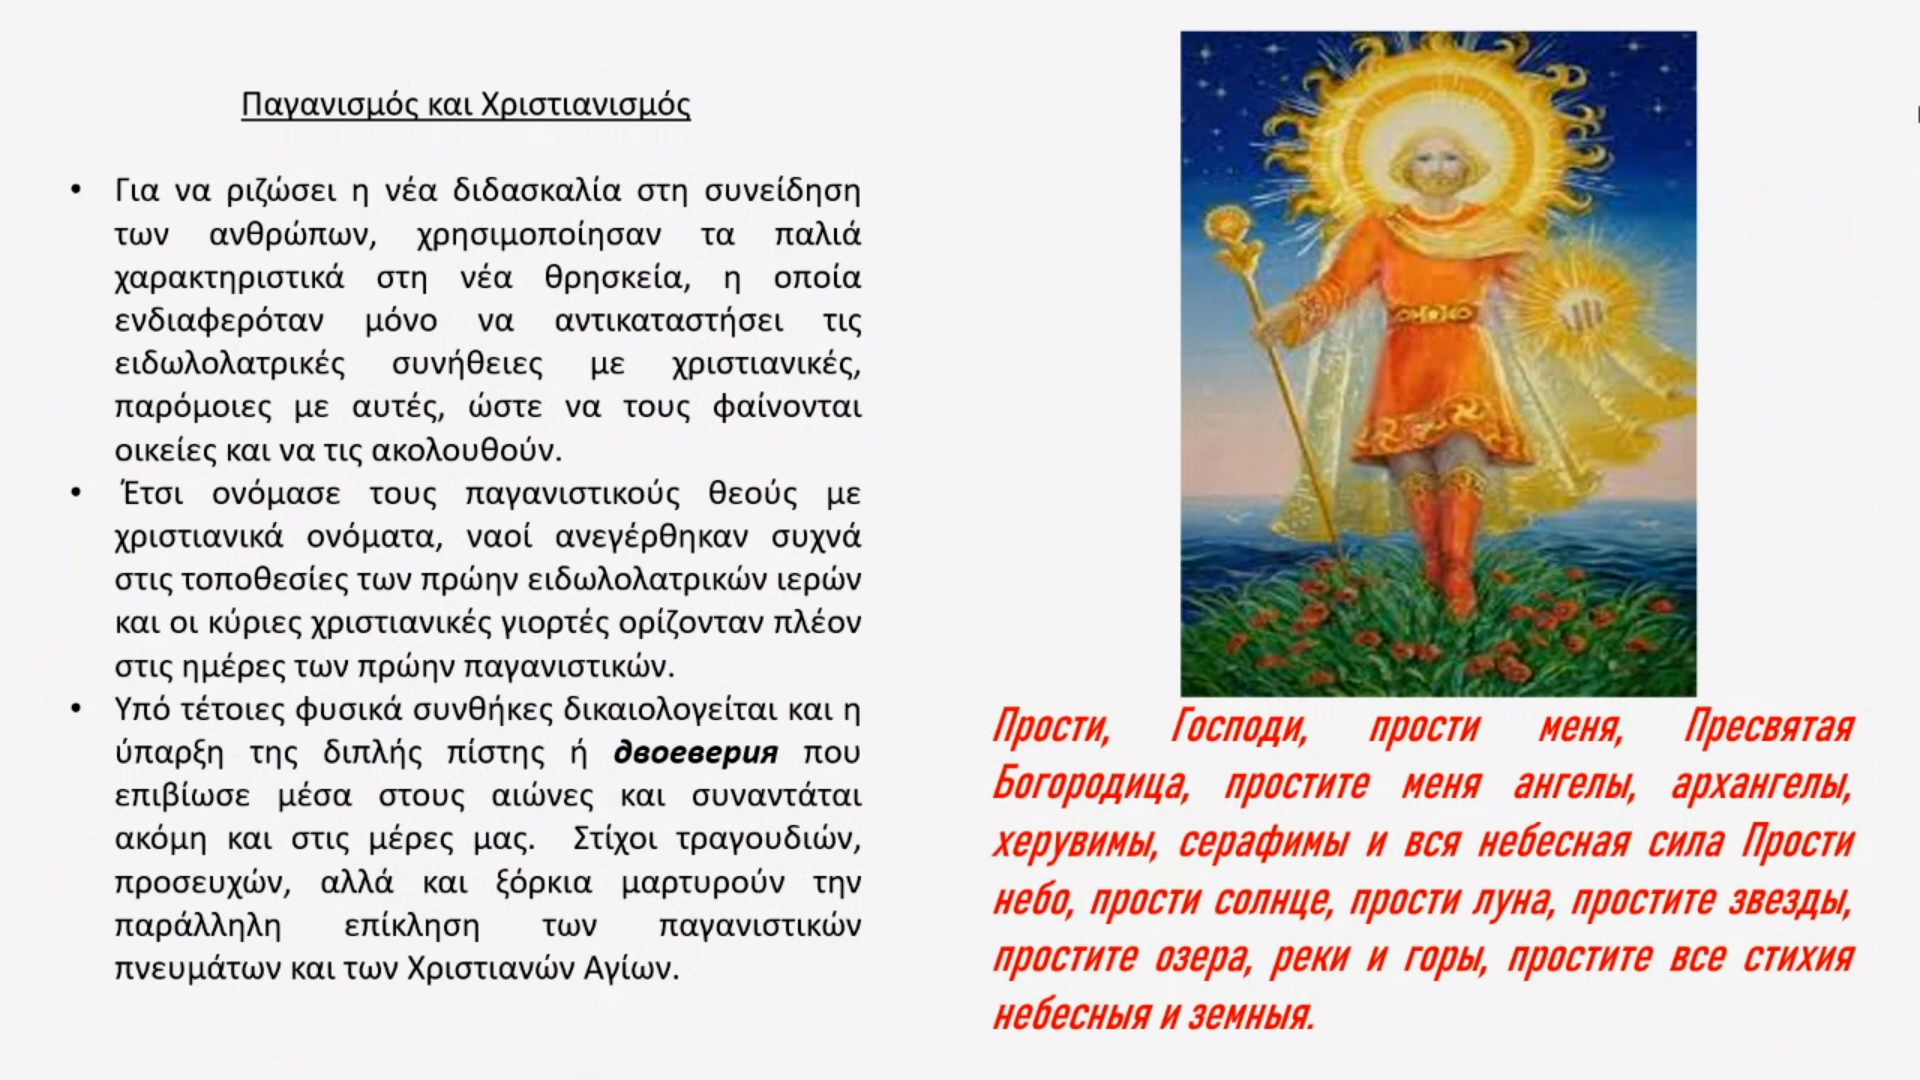 Παγανισμός και Χριστιανισμός
• Για να ριζώσει η νέα διδασκαλία στη συνείδηση
των ανθρώπων, χρησιμοποίησαν τα παλιά
χαρακτηριστικά στη νέα θρησκεία, η οποία
ενδιαφερόταν μόνο να αντικαταστήσει τις
ειδωλολατρικές συνήθειες με χριστιανικές,
παρόμοιες με αυτές, ώστε να τους φαίνονται
οικείες και να τις ακολουθούν.
• Έτσι ονόμασε τους παγανιστικούς θεούς με
χριστιανικά ονόματα, ναοί ανεγέρθηκαν συχνά
στις τοποθεσίες των πρώην ειδωλολατρικών ιερών
και οι κύριες χριστιανικές γιορτές ορίζονταν πλέον
στις ημέρες των πρώην παγανιστικών.
• Υπό τέτοιες φυσικά συνθήκες δικαιολογείται και η
ύπαρξη της διπλής πίστης ή двоеверия που
επιβίωσε μέσα στους αιώνες και συναντάται
ακόμη και στις μέρες μας. Στίχοι τραγουδιών,
προσευχών, αλλά και ξόρκια μαρτυρούν την
παράλληλη επίκληση των παγανιστικών
πνευμάτων και των Χριστιανών Αγίων.
Прости, Господи, прости меня, Пресвятая
Богородица, простите меня ангелы, архангелы,
херувимы, серафимы и вся небесная сила Прости
небо, прости солнце, прости луна, простите звезды,
простите озера, реки и горы, простите все стихия
небесныя и земныя.